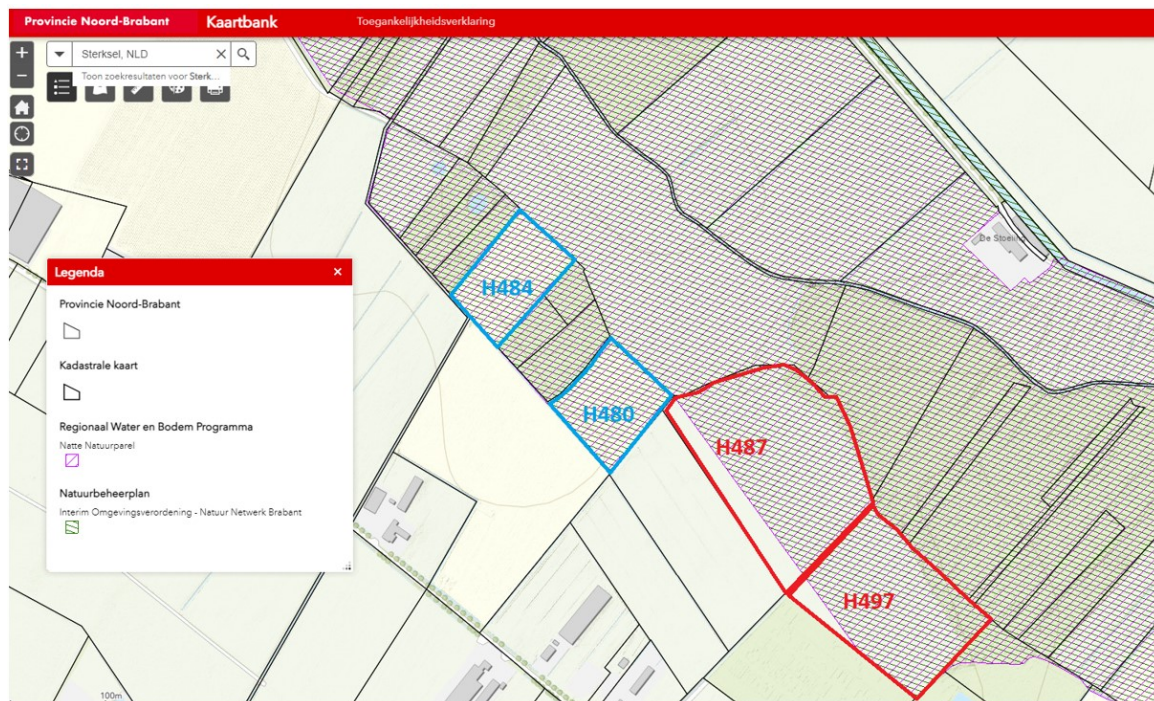 Provincie Noord-Brabant
Kaartbank
Toegankelijkheidsverklaring
+
Sterksel, NLD
−
Toon zoekresultaten voor Sterk...
De Stoeling
H484
Legenda
Provincie Noord-Brabant
Kadastrale kaart
H480
Regionaal Water en Bodem Programma
Natte Natuurparel
H487
Natuurbeheerplan
Interim Omgevingsverordening - Natuur Netwerk Brabant
H497
100m